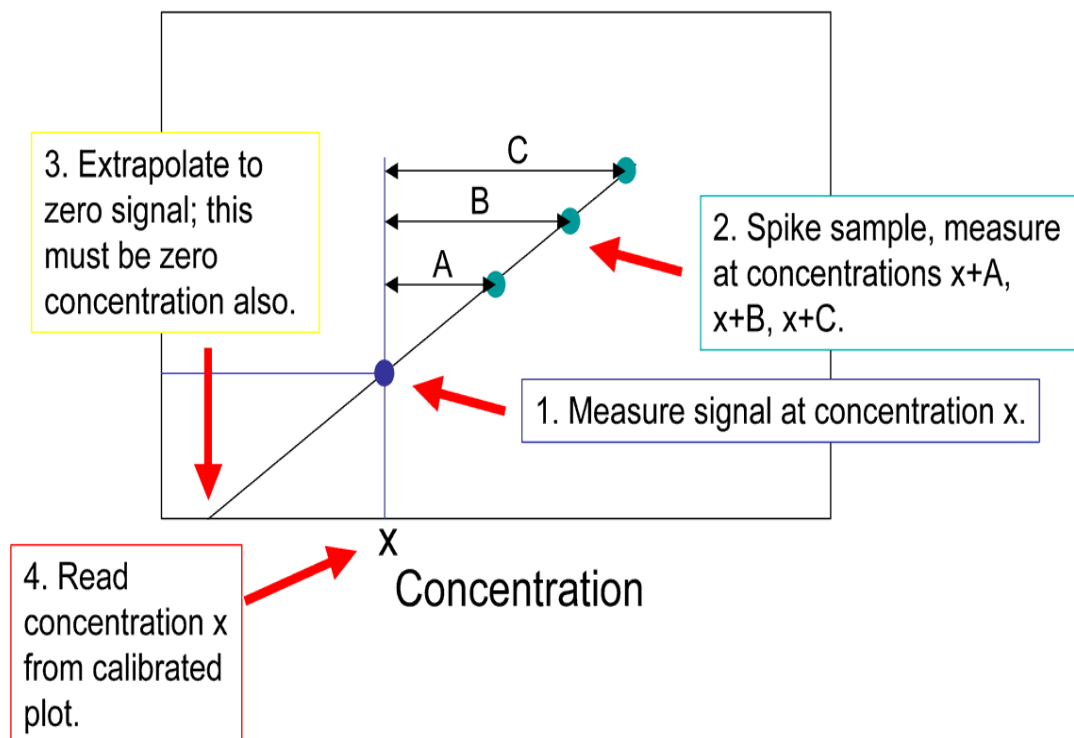 C
B
A
3. Extrapolate to
zero signal; this
must be zero
concentration also.
2. Spike sample, measure
at concentrations x+A,
x+B, x+C.
1. Measure signal at concentration x.
x
Concentration
4. Read
concentration x
from calibrated
plot.